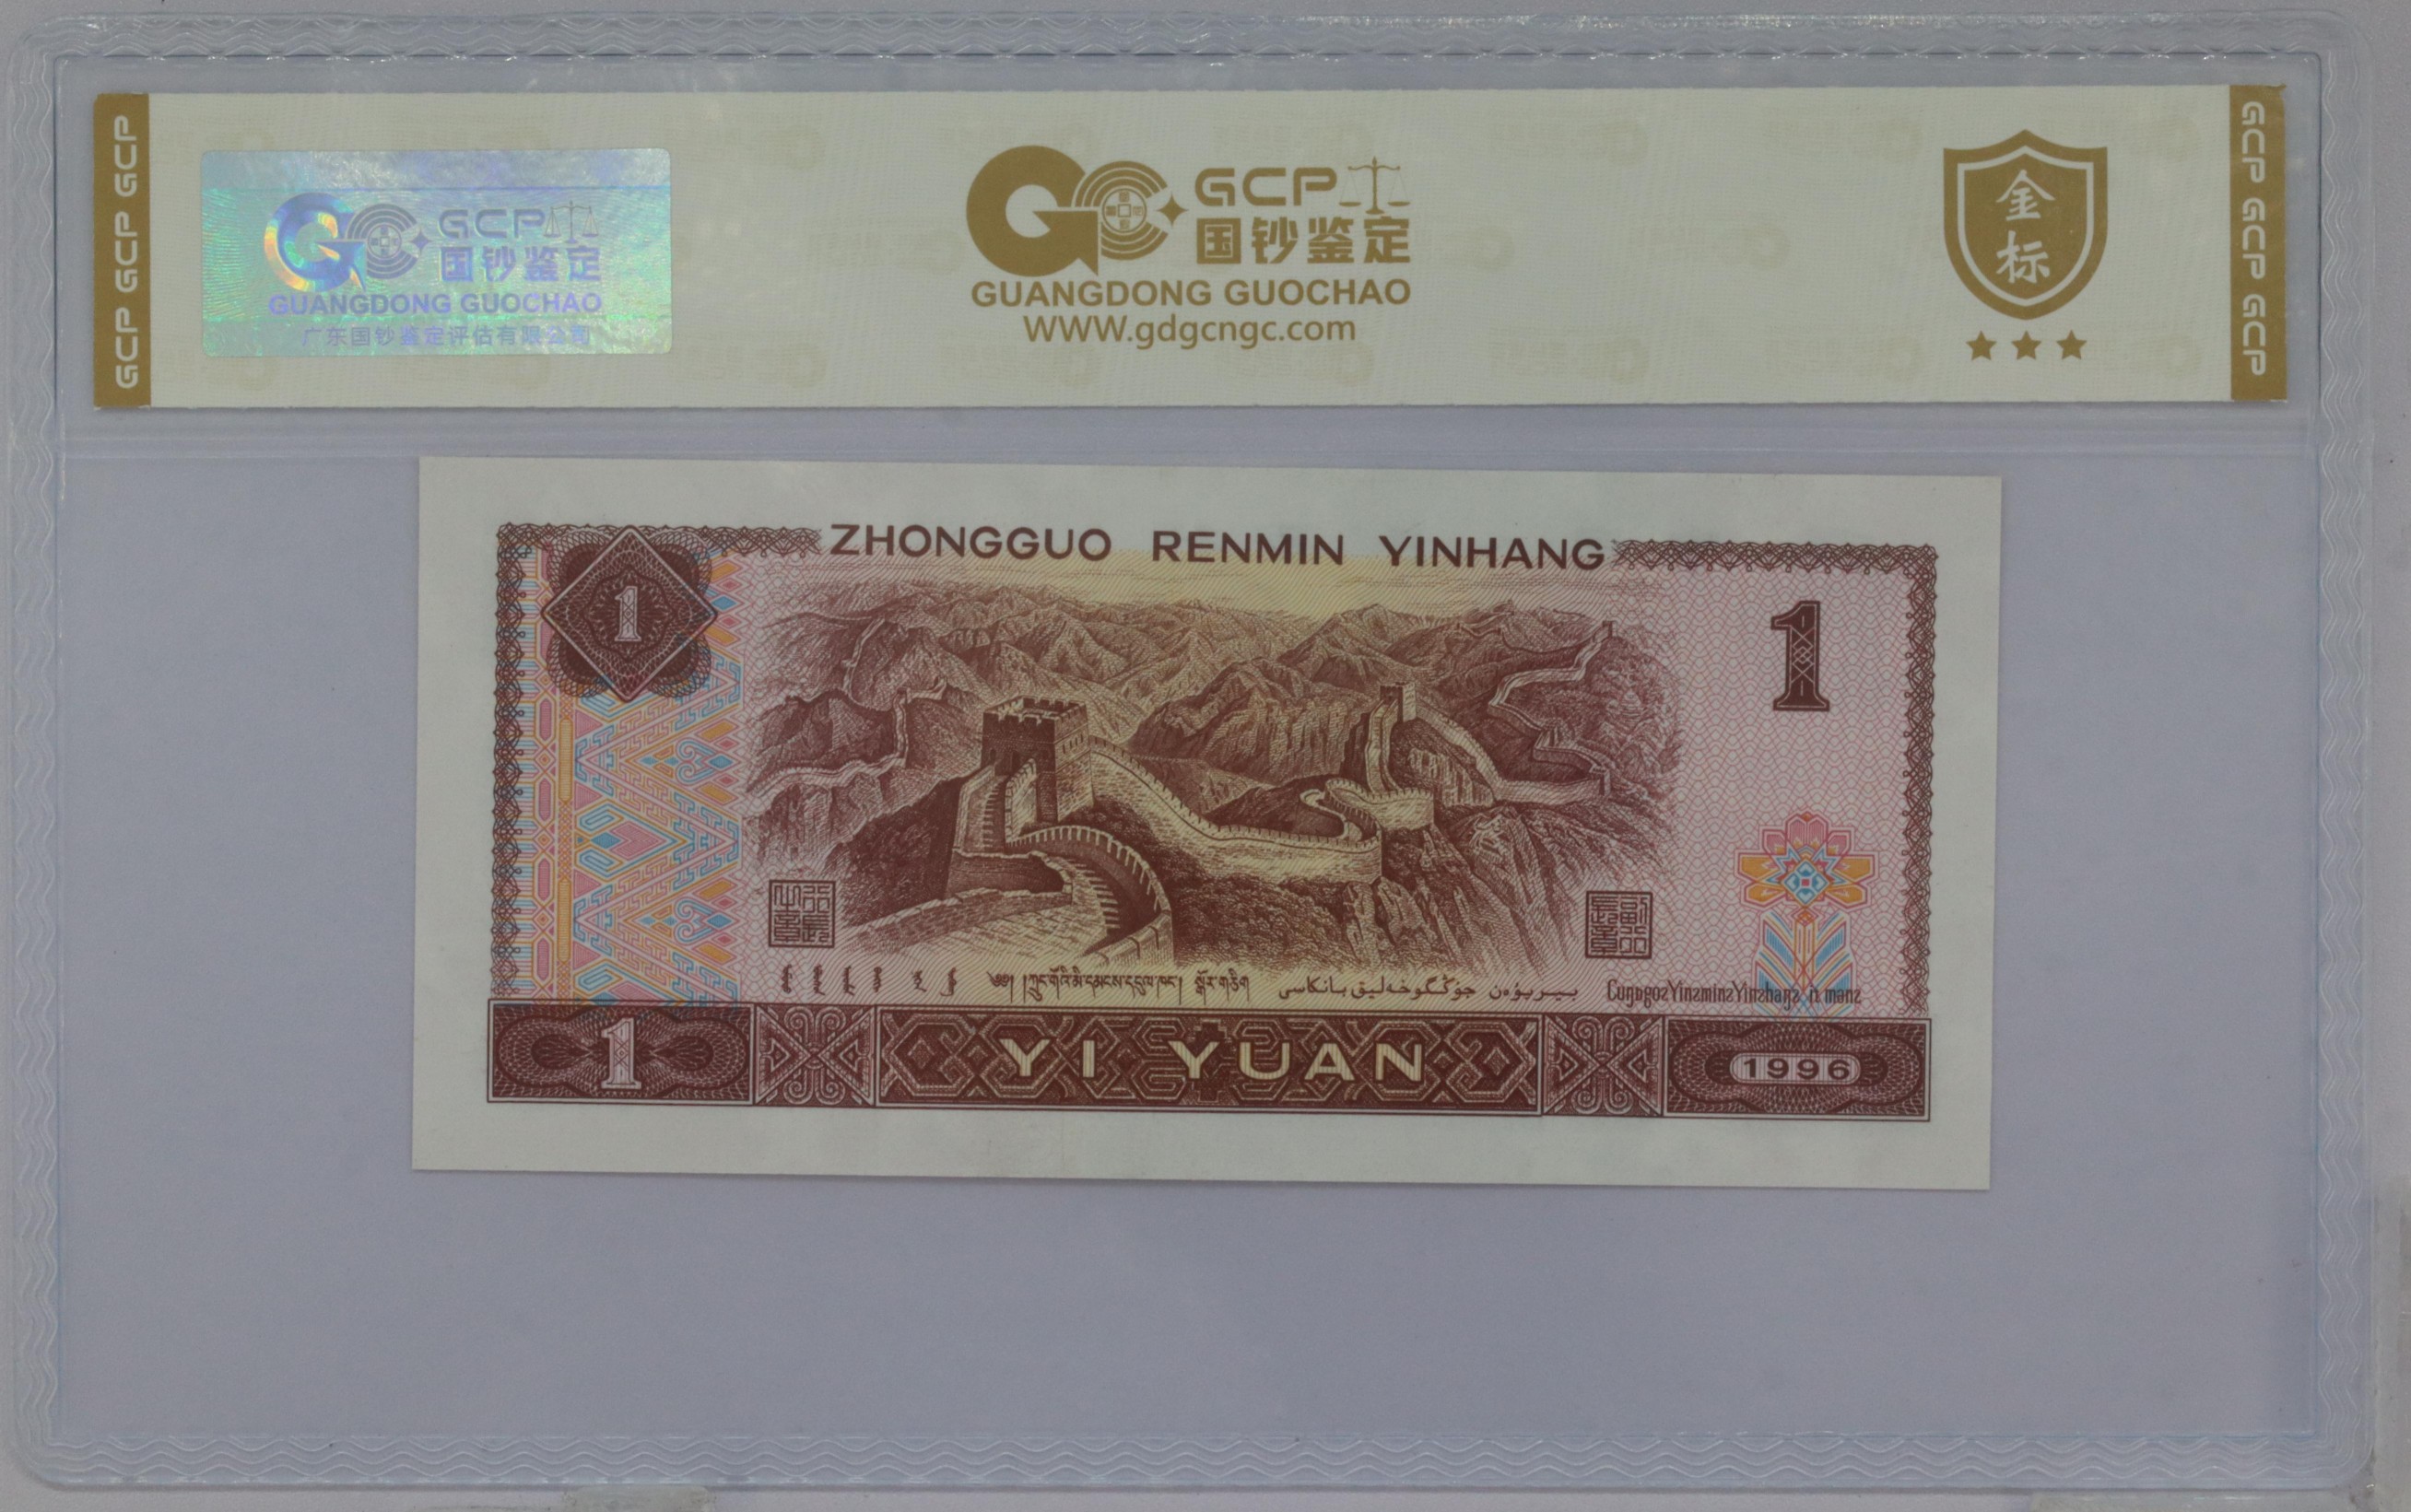 GCP GCP GCP
GCP
国钞鉴定
GUANGDONG GUOCHAO
广东国钞鉴定评估有限公司
GCP
国钞鉴定
GUANGDONG GUOCHAO
WWW.gdgcngc.com
金
标
GCP GCP GCP
ZHONGGUO RENMIN YINHANG
1
1
1
YI YUAN
1996